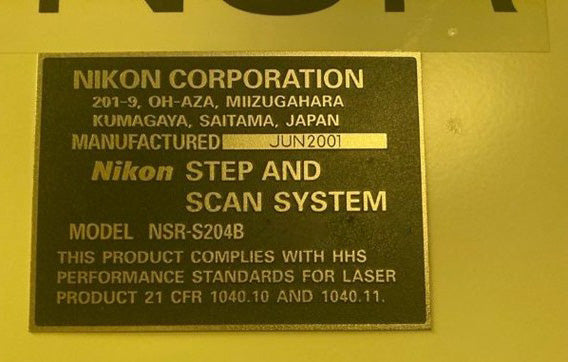 NIKON CORPORATION
201-9, OH-AZA, MIIZUGAHARA
KUMAGAYA, SAITAMA, JAPAN
MANUFACTURED JUN2001
Nikon STEP AND
SCAN SYSTEM
MODEL NSR-S204B
THIS PRODUCT COMPLIES WITH HHS
PERFORMANCE STANDARDS FOR LASER
PRODUCT 21 CFR 1040.10 AND 1040.11.